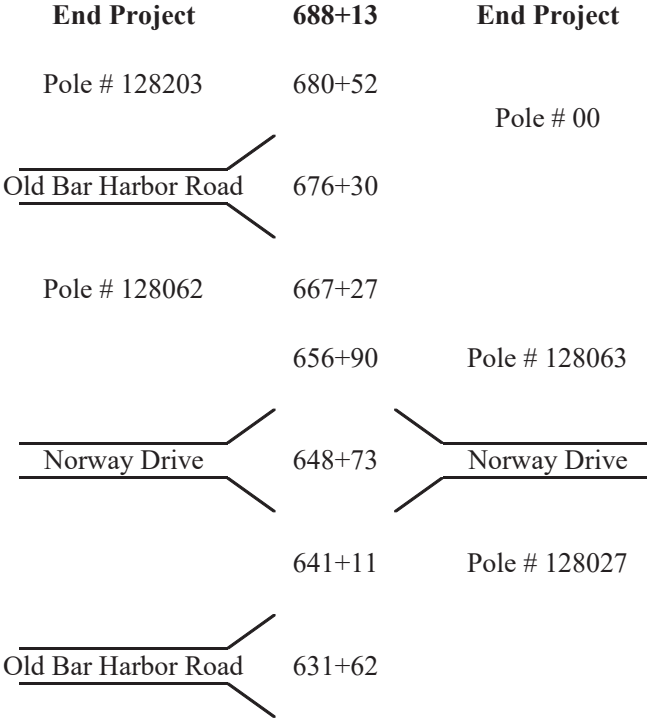 End Project 688+13 End Project
Pole # 128203 680+52
Pole # 00
Old Bar Harbor Road 676+30
Pole # 128062 667+27
656+90 Pole # 128063
Norway Drive 648+73 Norway Drive
641+11 Pole # 128027
Old Bar Harbor Road 631+62